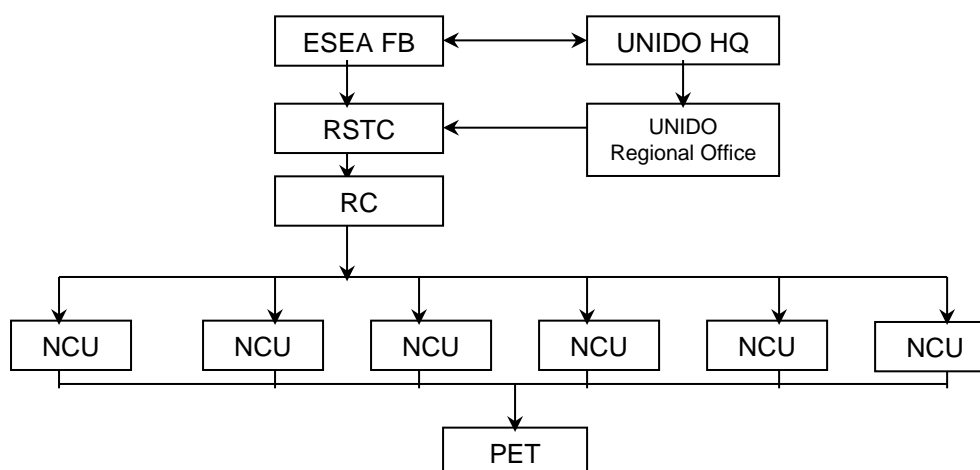 ESEA FB
UNIDO HQ
RSTC
UNIDO
Regional Office
RC
NCU
NCU
NCU
NCU
NCU
NCU
PET